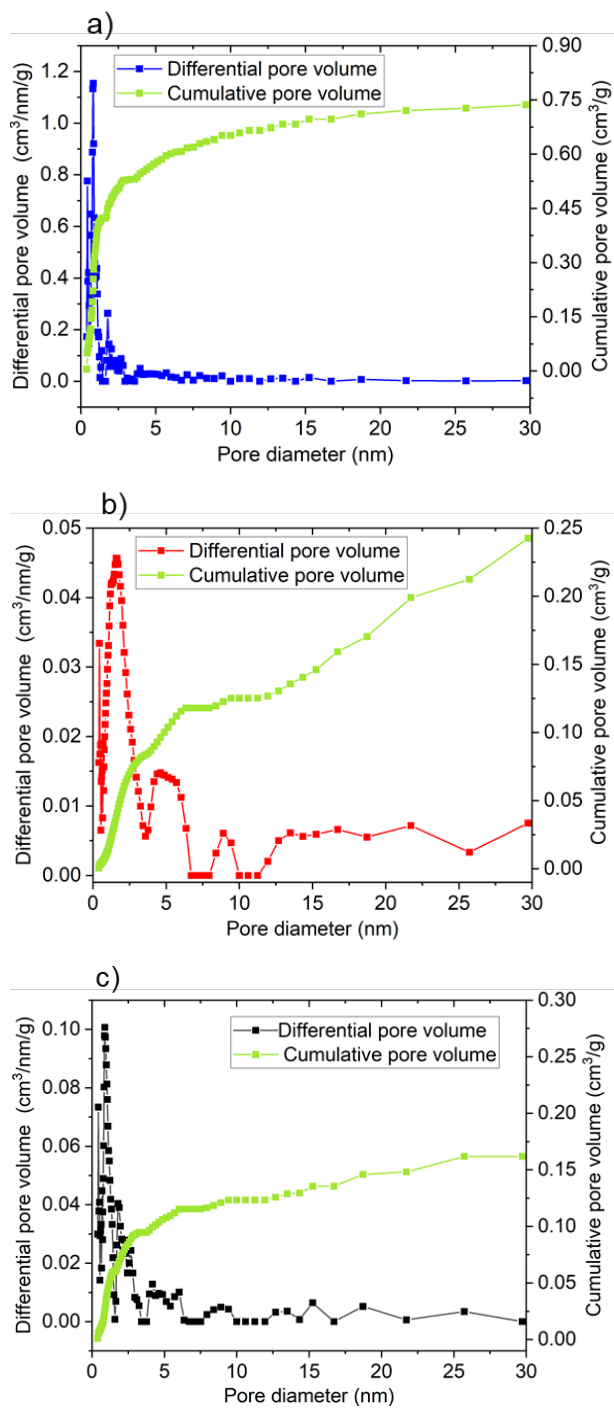 a)
Differential pore volume
Cumulative pore volume
Differential pore volume (cm³/nm/g)
1.2
1.0
0.8
0.6
0.4
0.2
0.0
Cumulative pore volume (cm³/g)
0.90
0.75
0.60
0.45
0.30
0.15
0.00
0 5 10 15 20 25 30
Pore diameter (nm)
b)
Differential pore volume
Cumulative pore volume
Differential pore volume (cm³/nm/g)
0.05
0.04
0.03
0.02
0.01
0.00
Cumulative pore volume (cm³/g)
0.25
0.20
0.15
0.10
0.05
0.00
0 5 10 15 20 25 30
Pore diameter (nm)
c)
Differential pore volume
Cumulative pore volume
Differential pore volume (cm³/nm/g)
0.10
0.08
0.06
0.04
0.02
0.00
Cumulative pore volume (cm³/g)
0.30
0.25
0.20
0.15
0.10
0.05
0.00
0 5 10 15 20 25 30
Pore diameter (nm)